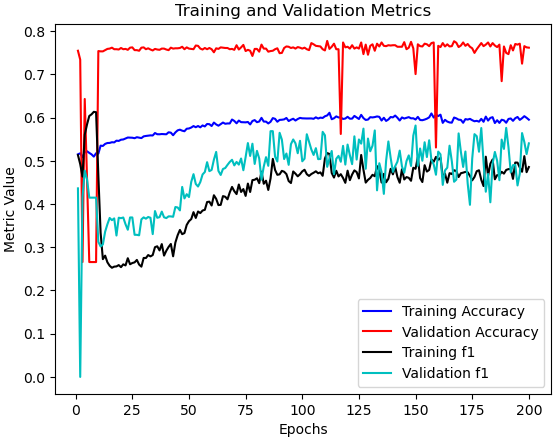 Training and Validation Metrics
0.8
0.7
0.6
0.5
0.4
0.3
0.2
0.1
0.0
Metric Value
Training Accuracy
Validation Accuracy
Training f1
Validation f1
0 25 50 75 100 125 150 175 200
Epochs